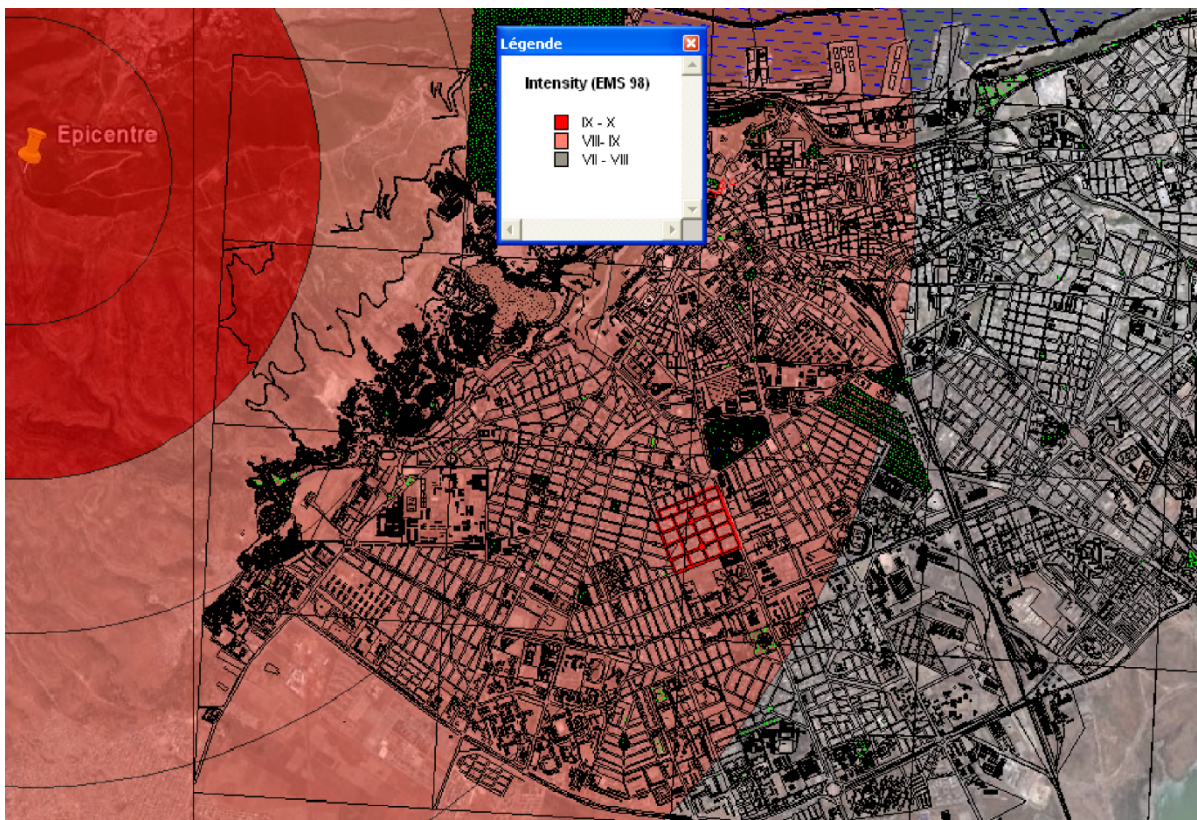 Légende
Intensity (EMS 98)
IX - X
VIII- IX
VII - VIII
Epicentre